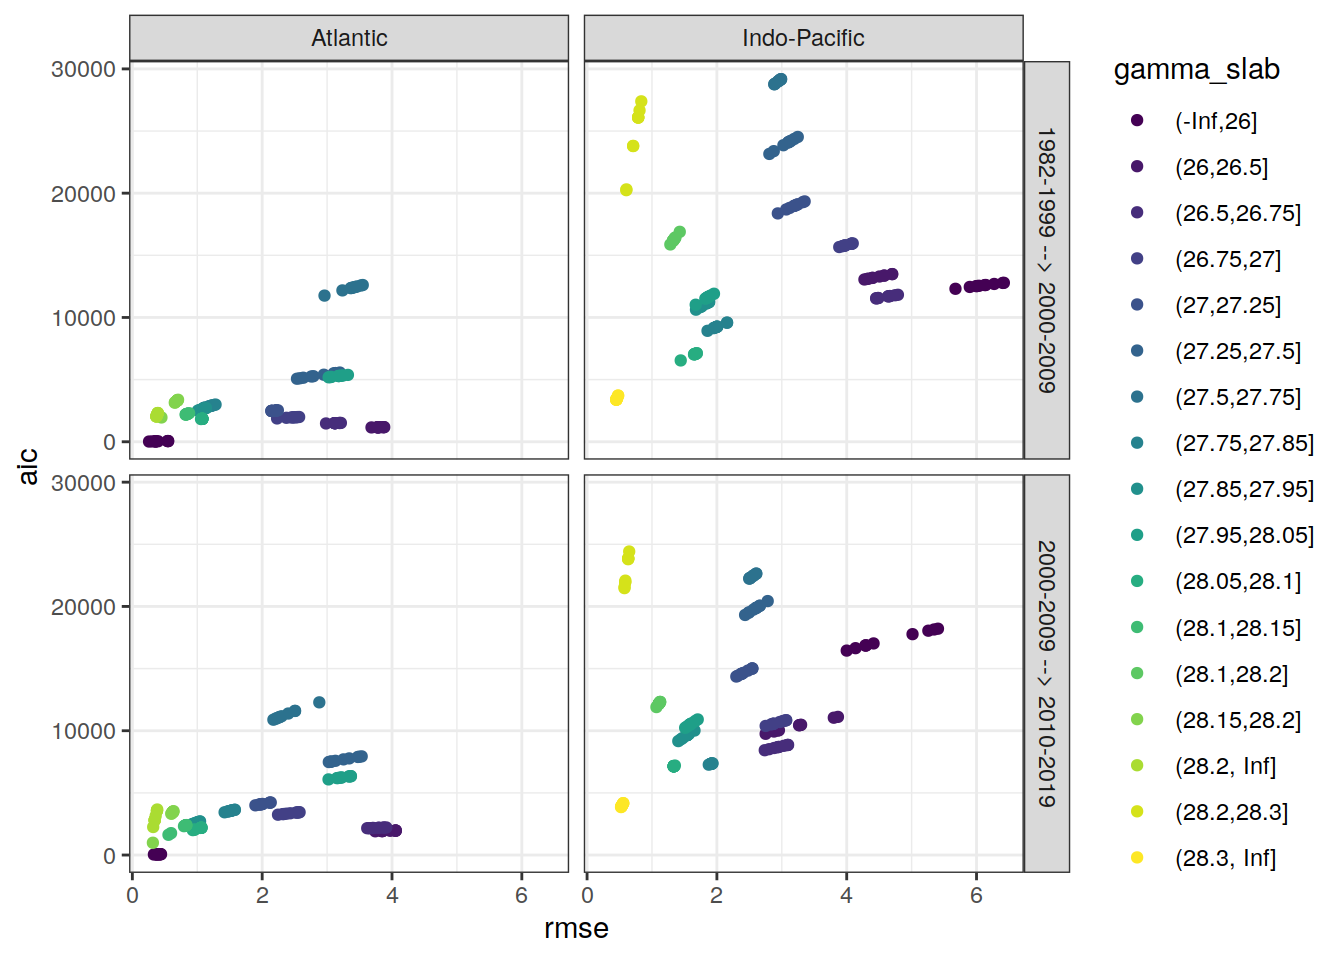 Atlantic
Indo-Pacific
30000
20000
10000
0
1982-1999 --> 2000-2009
30000
20000
10000
0
2000-2009 --> 2010-2019
0 2 4 6
0 2 4 6
rmse
aic
gamma_slab
(-Inf,26]
(26,26.5]
(26.5,26.75]
(26.75,27]
(27,27.25]
(27.25,27.5]
(27.5,27.75]
(27.75,27.85]
(27.85,27.95]
(27.95,28.05]
(28.05,28.1]
(28.1,28.15]
(28.1,28.2]
(28.15,28.2]
(28.2, Inf]
(28.2,28.3]
(28.3, Inf]